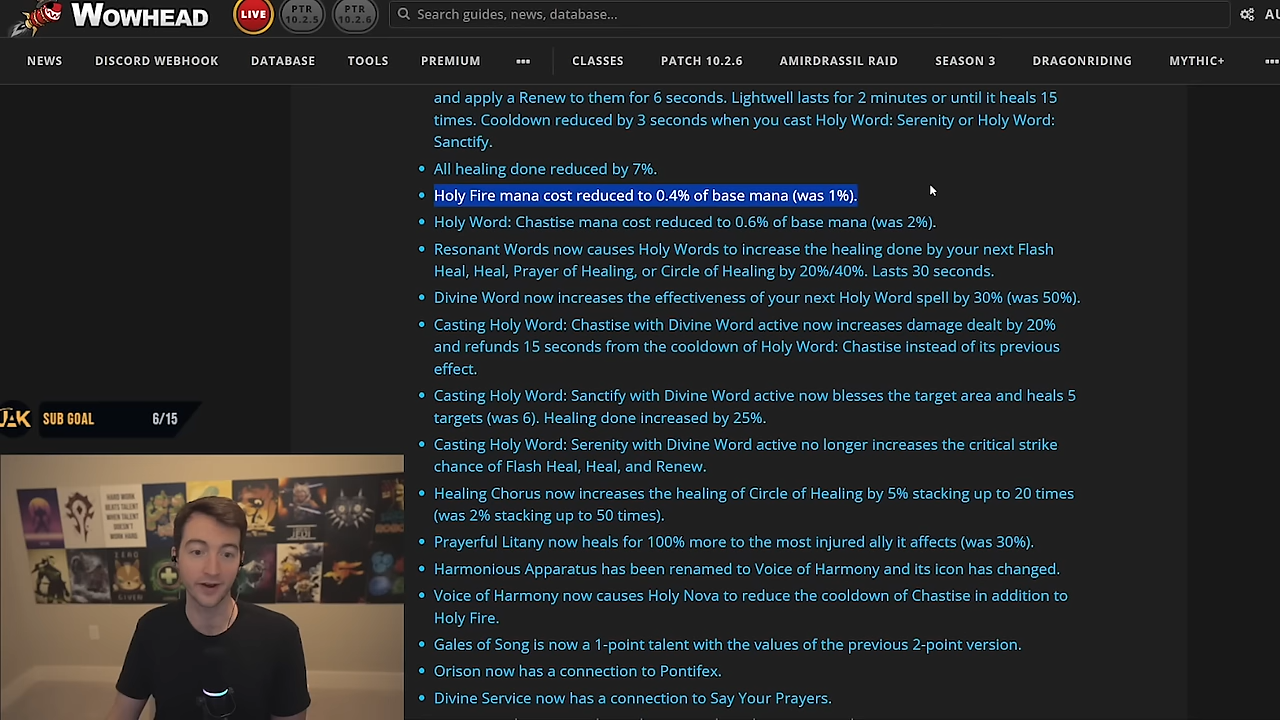 WOWHEAD
LIVE
PTR
10.2.5
PTR
10.2.6
Search guides, news, database...
NEWS
DISCORD WEBHOOK
DATABASE
TOOLS
PREMIUM
CLASSES
PATCH 10.2.6
AMIRDRASSIL RAID
SEASON 3
DRAGONRIDING
MYTHIC+
and apply a Renew to them for 6 seconds. Lightwell lasts for 2 minutes or until it heals 15
times. Cooldown reduced by 3 seconds when you cast Holy Word: Serenity or Holy Word:
Sanctify.
• All healing done reduced by 7%.
• Holy Fire mana cost reduced to 0.4% of base mana (was 1%).
• Holy Word: Chastise mana cost reduced to 0.6% of base mana (was 2%).
• Resonant Words now causes Holy Words to increase the healing done by your next Flash
Heal, Heal, Prayer of Healing, or Circle of Healing by 20%/40%. Lasts 30 seconds.
• Divine Word now increases the effectiveness of your next Holy Word spell by 30% (was 50%).
• Casting Holy Word: Chastise with Divine Word active now increases damage dealt by 20%
and refunds 15 seconds from the cooldown of Holy Word: Chastise instead of its previous
effect.
• Casting Holy Word: Sanctify with Divine Word active now blesses the target area and heals 5
targets (was 6). Healing done increased by 25%.
• Casting Holy Word: Serenity with Divine Word active no longer increases the critical strike
chance of Flash Heal, Heal, and Renew.
• Healing Chorus now increases the healing of Circle of Healing by 5% stacking up to 20 times
(was 2% stacking up to 50 times).
• Prayerful Litany now heals for 100% more to the most injured ally it affects (was 30%).
• Harmonious Apparatus has been renamed to Voice of Harmony and its icon has changed.
• Voice of Harmony now causes Holy Nova to reduce the cooldown of Chastise in addition to
Holy Fire.
• Gales of Song is now a 1-point talent with the values of the previous 2-point version.
• Orison now has a connection to Pontifex.
• Divine Service now has a connection to Say Your Prayers.
SUB GOAL
6/15
HARD WORK
BEATS TALENT
WHEN TALENT
DOESN'T
WORK HARD
JEDI